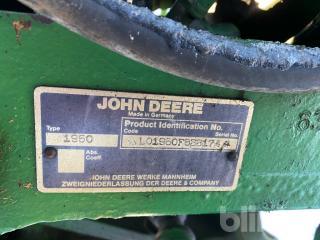 JOHN DEERE
Made in Germany
Product Identification No.
Type
Code
Serial No.
1950
Abs. Coeff.
JOHN DEERE WERKE MANNHEIM
ZWEIGNIEDERLASSUNG DER DEERE & COMPANY